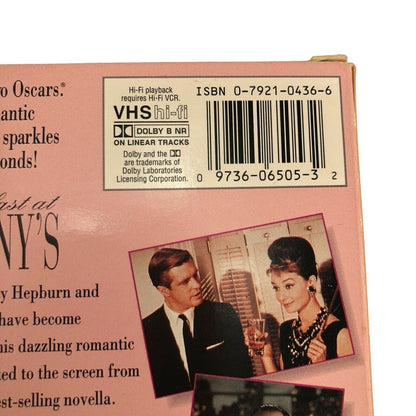 o Oscars.®
antic
sparkles
onds!
ast at
NY'S
y Hepburn and
have become
his dazzling romantic
ted to the screen from
est-selling novella.
Hi-Fi playback
requires Hi-Fi VCR.
VHS hi-fi
DOLBY B NR
ON LINEAR TRACKS
Dolby and the
are trademarks of
Dolby Laboratories
Licensing Corporation.
ISBN 0-7921-0436-6
0 9736-06505-3 2